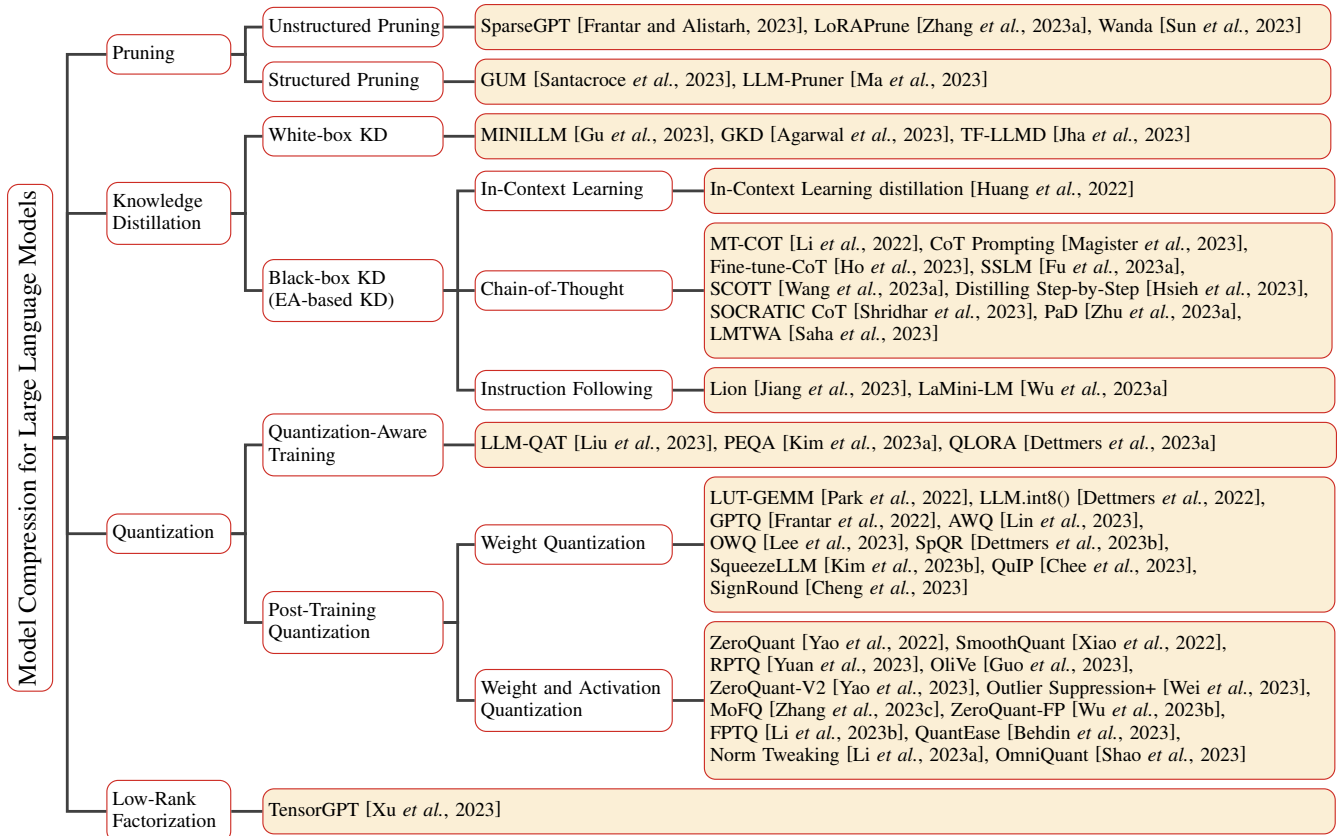 Model Compression for Large Language Models
Pruning
Unstructured Pruning
SparseGPT [Frantar and Alistarh, 2023], LoRAPrune [Zhang et al., 2023a], Wanda [Sun et al., 2023]
Structured Pruning
GUM [Santacroce et al., 2023], LLM-Pruner [Ma et al., 2023]
Knowledge
Distillation
White-box KD
MINILLM [Gu et al., 2023], GKD [Agarwal et al., 2023], TF-LLMD [Jha et al., 2023]
Black-box KD
(EA-based KD)
In-Context Learning
In-Context Learning distillation [Huang et al., 2022]
Chain-of-Thought
MT-COT [Li et al., 2022], CoT Prompting [Magister et al., 2023],
Fine-tune-CoT [Ho et al., 2023], SSLM [Fu et al., 2023a],
SCOTT [Wang et al., 2023a], Distilling Step-by-Step [Hsieh et al., 2023],
SOCRATIC CoT [Shridhar et al., 2023], PaD [Zhu et al., 2023a],
LMTWA [Saha et al., 2023]
Instruction Following
Lion [Jiang et al., 2023], LaMini-LM [Wu et al., 2023a]
Quantization
Quantization-Aware
Training
LLM-QAT [Liu et al., 2023], PEQA [Kim et al., 2023a], QLORA [Dettmers et al., 2023a]
Post-Training
Quantization
Weight Quantization
LUT-GEMM [Park et al., 2022], LLM.int8() [Dettmers et al., 2022],
GPTQ [Frantar et al., 2022], AWQ [Lin et al., 2023],
OWQ [Lee et al., 2023], SpQR [Dettmers et al., 2023b],
SqueezeLLM [Kim et al., 2023b], QuIP [Chee et al., 2023],
SignRound [Cheng et al., 2023]
Weight and Activation
Quantization
ZeroQuant [Yao et al., 2022], SmoothQuant [Xiao et al., 2022],
RPTQ [Yuan et al., 2023], OliVe [Guo et al., 2023],
ZeroQuant-V2 [Yao et al., 2023], Outlier Suppression+ [Wei et al., 2023],
MoFQ [Zhang et al., 2023c], ZeroQuant-FP [Wu et al., 2023b],
FPTQ [Li et al., 2023b], QuantEase [Behdin et al., 2023],
Norm Tweaking [Li et al., 2023a], OmniQuant [Shao et al., 2023]
Low-Rank
Factorization
TensorGPT [Xu et al., 2023]